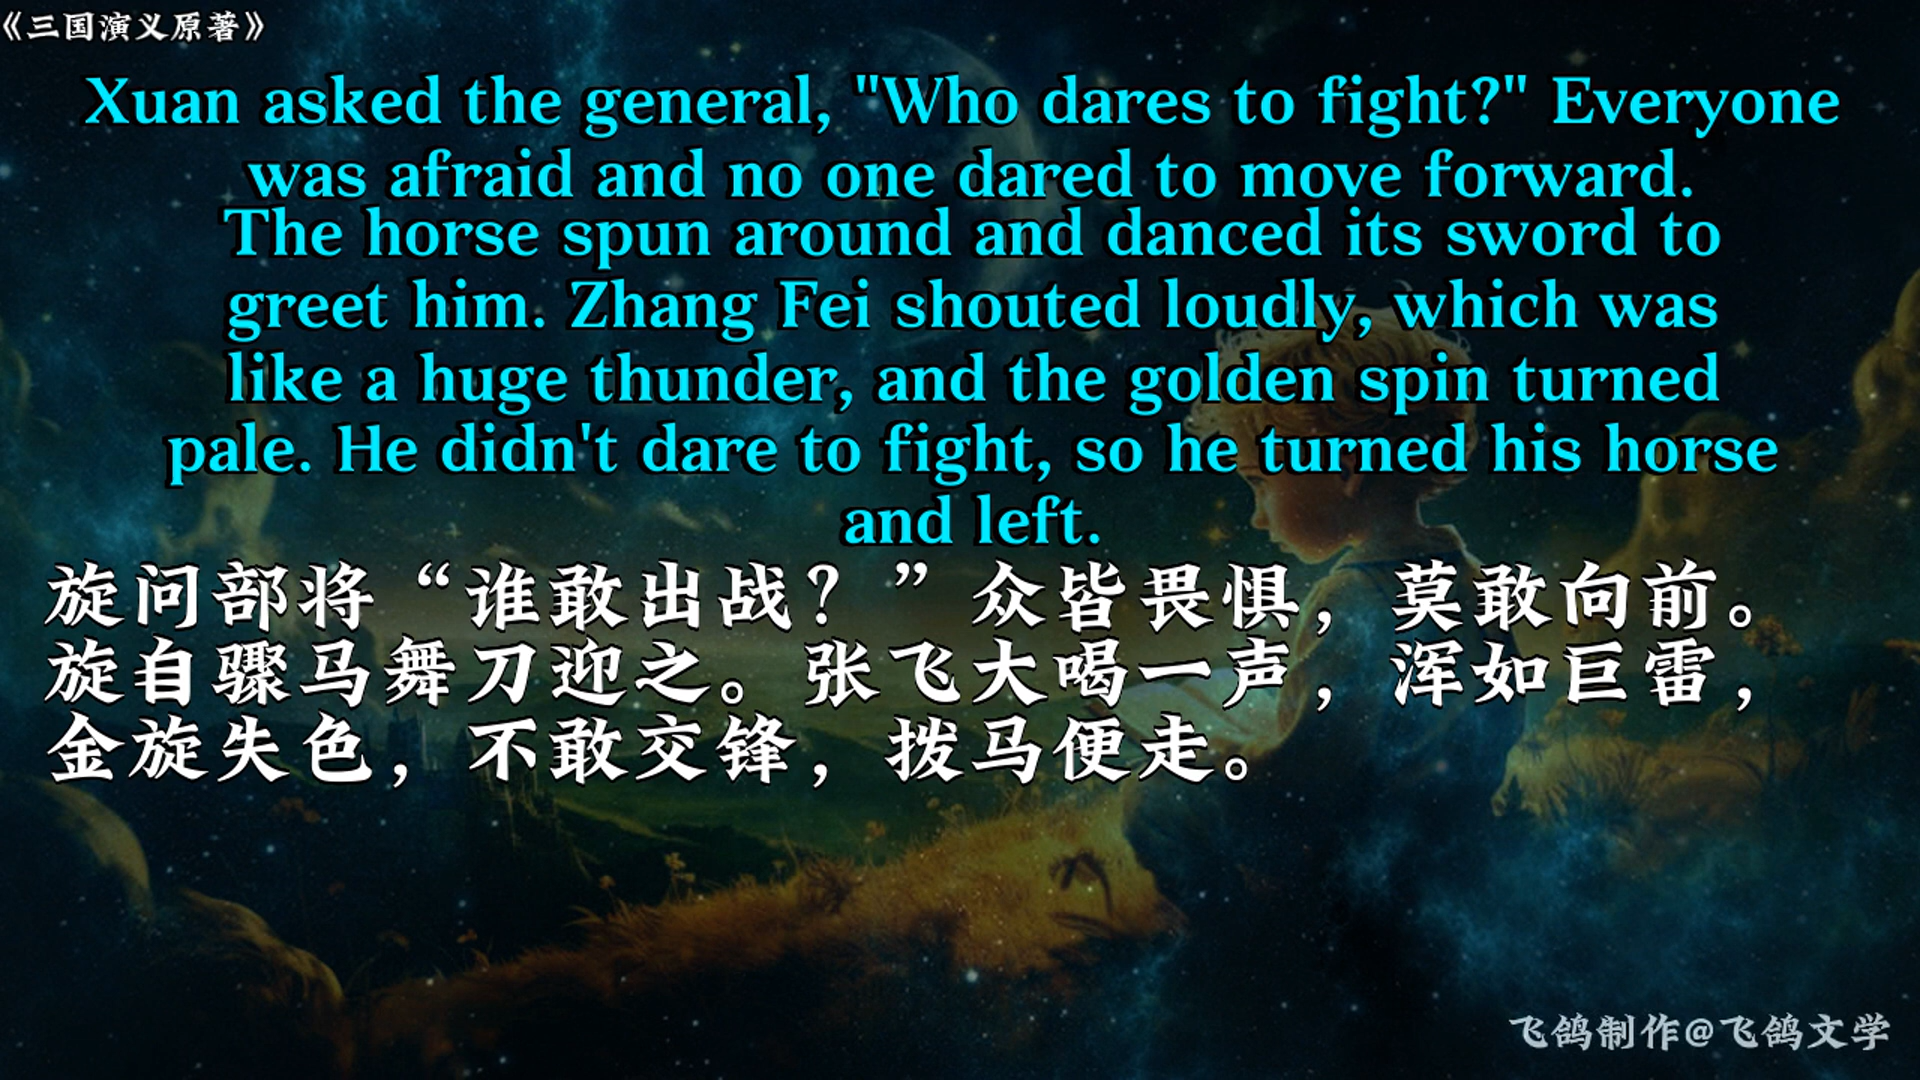 《三国演义原著》
Xuan asked the general, "Who dares to fight?" Everyone
was afraid and no one dared to move forward.
The horse spun around and danced its sword to
greet him. Zhang Fei shouted loudly, which was
like a huge thunder, and the golden spin turned
pale. He didn't dare to fight, so he turned his horse
and left.
旋问部将“谁敢出战？”众皆畏惧，莫敢向前。
旋自骤马舞刀迎之。张飞大喝一声，浑如巨雷，
金旋失色，不敢交锋，拨马便走。
飞鸽制作@飞鸽文学